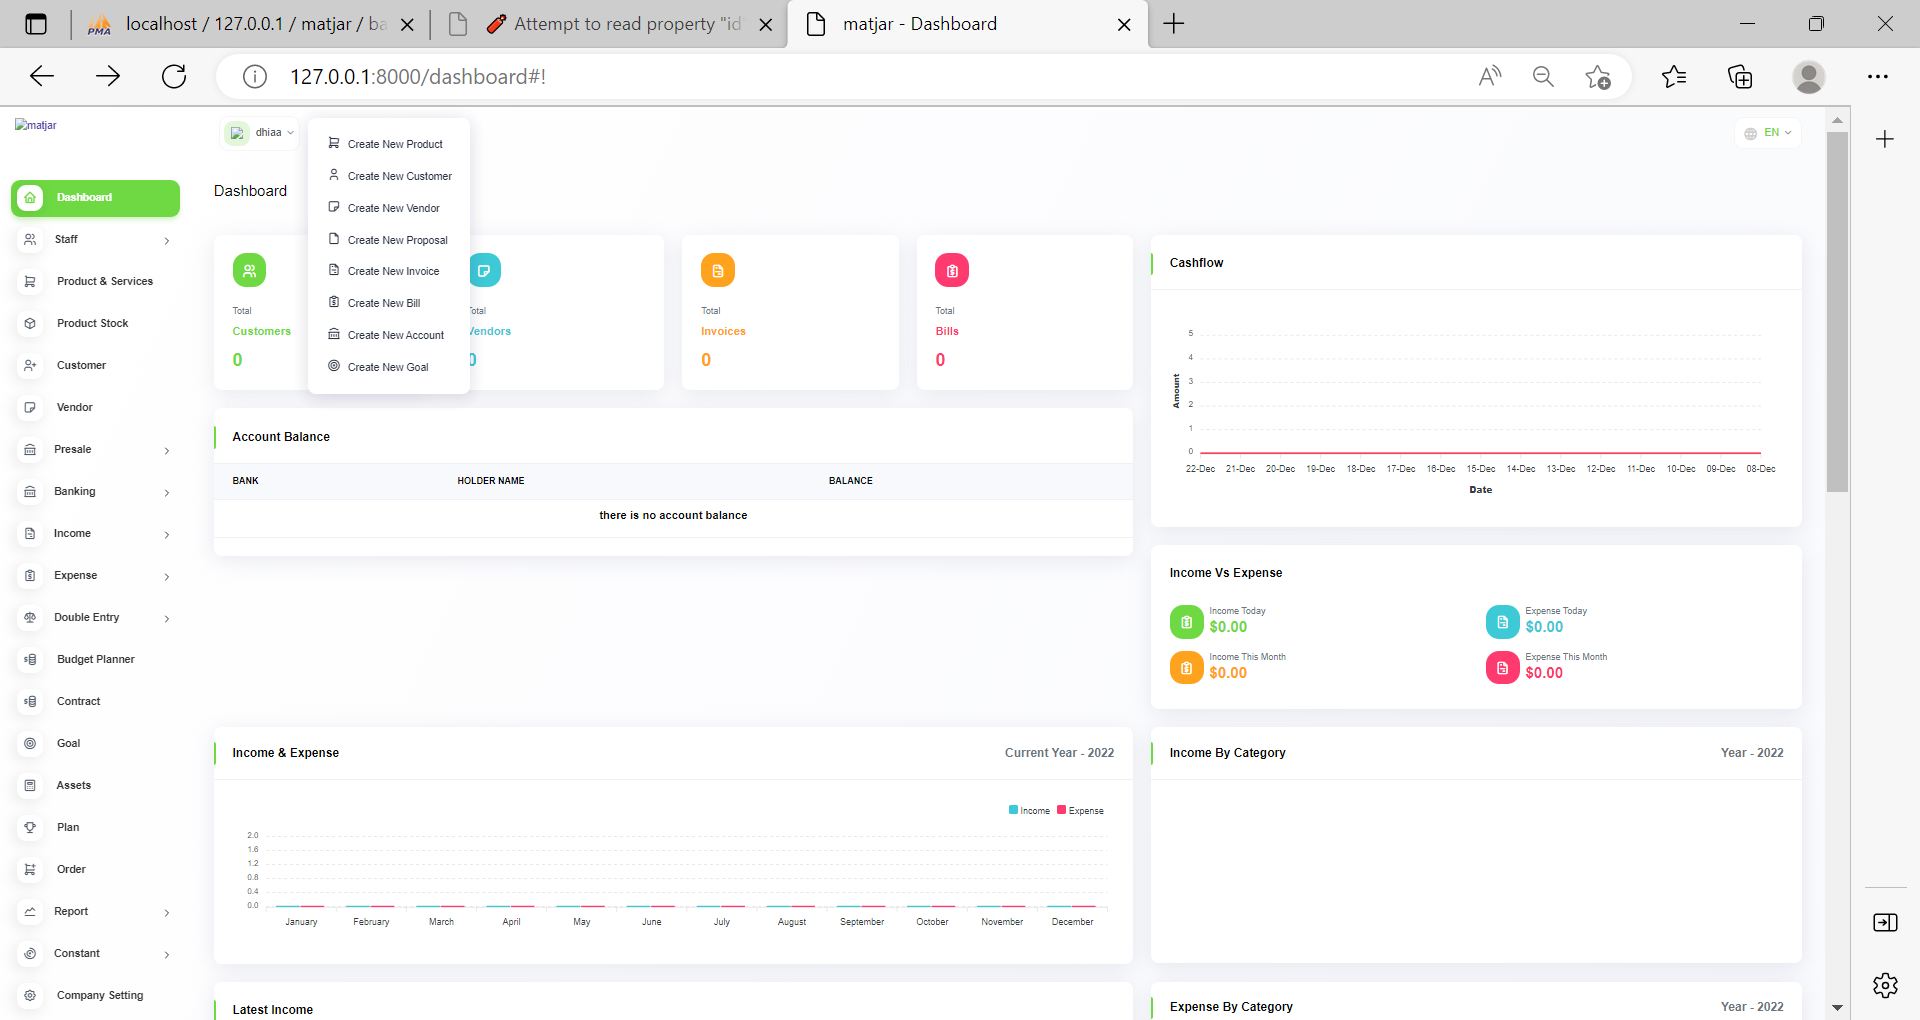 localhost / 127.0.0.1 / matjar / ba
Attempt to read property "id"
matjar - Dashboard
127.0.0.1:8000/dashboard#!
matjar
dhiaa
EN
Create New Product
Create New Customer
Create New Vendor
Create New Proposal
Create New Invoice
Create New Bill
Create New Account
Create New Goal
Dashboard
Staff
Product & Services
Product Stock
Customer
Vendor
Presale
Banking
Income
Expense
Double Entry
Budget Planner
Contract
Goal
Assets
Plan
Order
Report
Constant
Company Setting
Dashboard
Total
Customers
0
Total
Vendors
0
Total
Invoices
0
Total
Bills
0
Account Balance
BANK HOLDER NAME BALANCE
there is no account balance
Cashflow
Amount
5
4
3
2
1
0
22-Dec 21-Dec 20-Dec 19-Dec 18-Dec 17-Dec 16-Dec 15-Dec 14-Dec 13-Dec 12-Dec 11-Dec 10-Dec 09-Dec 08-Dec
Date
Income Vs Expense
Income Today
$0.00
Expense Today
$0.00
Income This Month
$0.00
Expense This Month
$0.00
Income & Expense Current Year - 2022
Income Expense
2.0
1.6
1.2
0.8
0.4
0.0
January February March April May June July August September October November December
Income By Category Year - 2022
Latest Income
Expense By Category Year - 2022